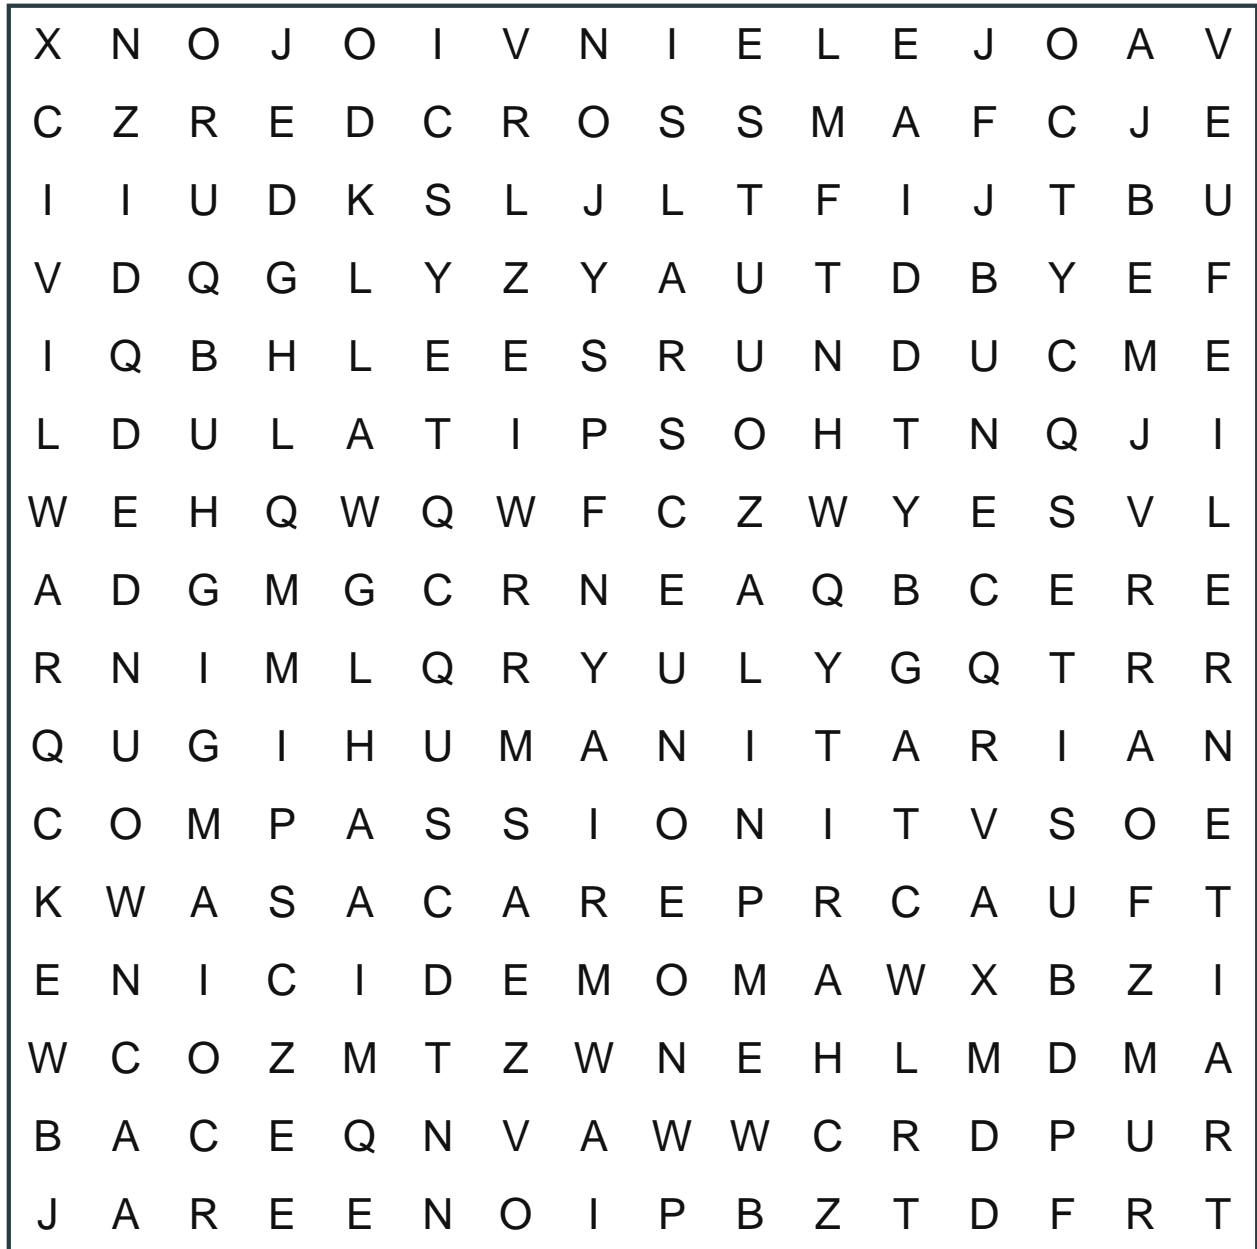 X N O J O I V N I E L E J O A V
C Z R E D C R O S S M A F C J E
I I U D K S L J L T F I J T B U
V D Q G L Y Z Y A U T D B Y E F
I Q B H L E E S R U N D U C M E
L D U L A T I P S O H T N Q J I
W E H Q W Q W F C Z W Y E S V L
A D G M G C R N E A Q B C E R E
R N I M L Q R Y U L Y G Q T R R
Q U G I H U M A N I T A R I A N
C O M P A S S I O N I T V S O E
K W A S A C A R E P R C A U F T
E N I C I D E M O M A W X B Z I
W C O Z M T Z W N E H L M D M A
B A C E Q N V A W W C R D P U R
J A R E E N O I P B Z T D F R T